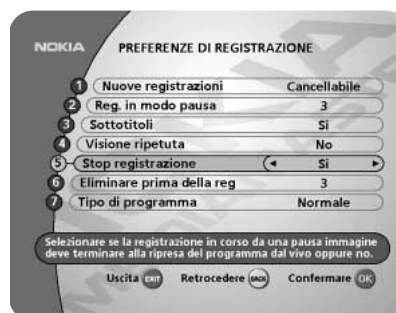 NOKIA PREFERENZE DI REGISTRAZIONE
1 Nuove registrazioni Cancellabile
2 Reg. in modo pausa 3
3 Sottotitoli Si
4 Visione ripetuta No
5 Stop registrazione Si
6 Eliminare prima della reg 3
7 Tipo di programma Normale
Selezionare se la registrazione in corso da una pausa immagine
deve terminare alla ripresa del programma dal vivo oppure no.
Uscita EXIT Retrocedere BACK Confermare OK